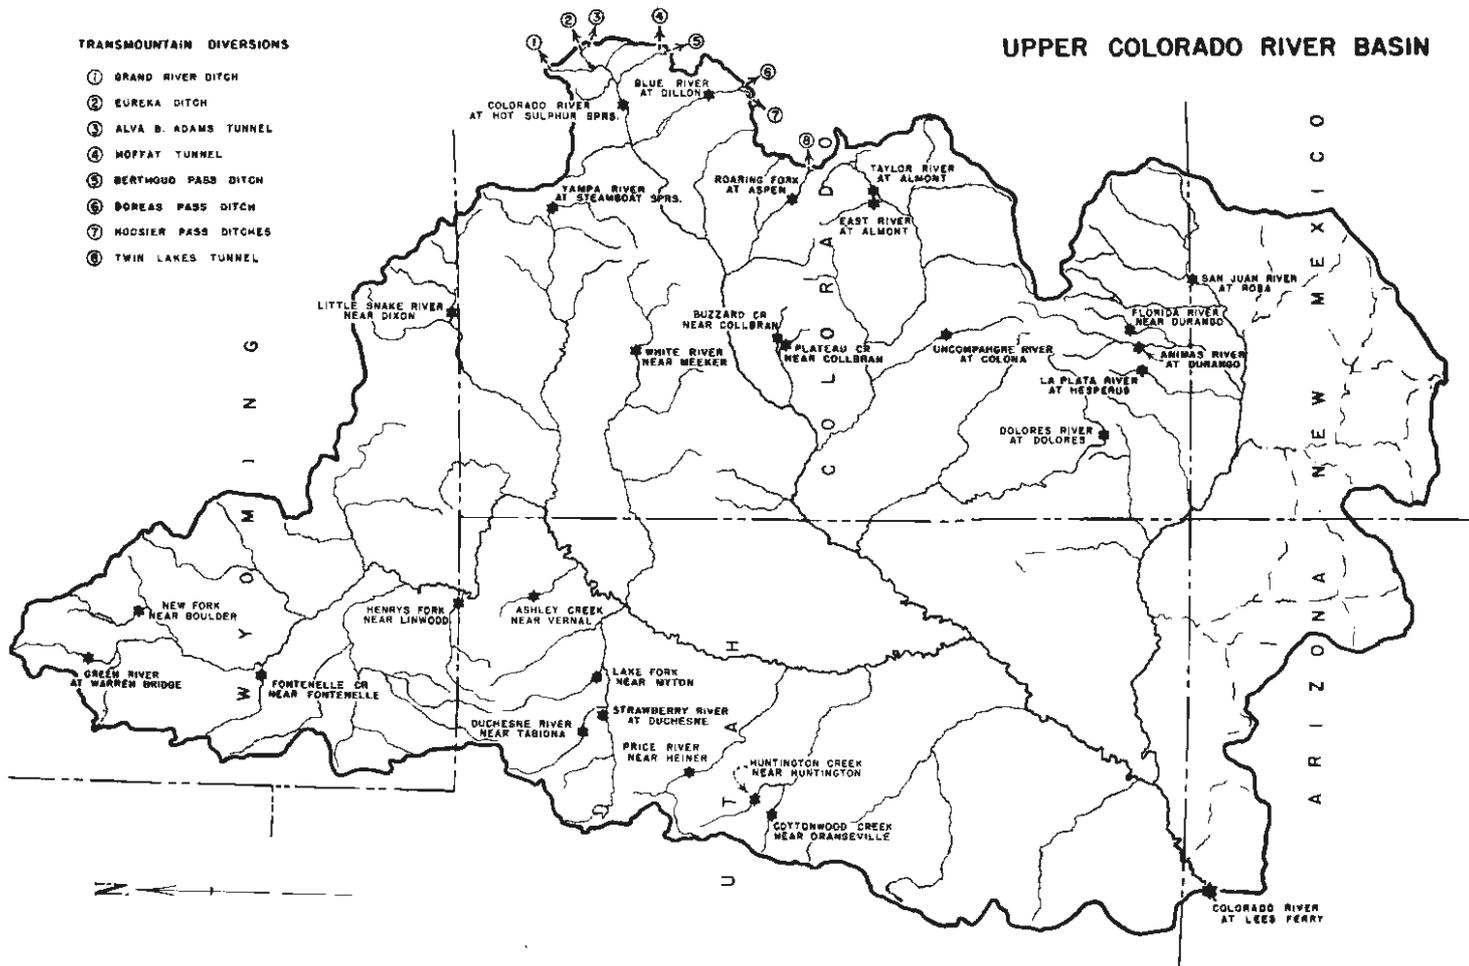 UPPER COLORADO RIVER BASIN
TRANSMOUNTAIN DIVERSIONS
① GRAND RIVER DITCH
② EUREKA DITCH
③ ALVA B. ADAMS TUNNEL
④ MOFFAT TUNNEL
⑤ BERTHOUD PASS DITCH
⑥ BOREAS PASS DITCH
⑦ HOOSIER PASS DITCHES
⑧ TWIN LAKES TUNNEL
①
②
③
④
⑤
⑥
⑦
⑧
BLUE RIVER
AT DILLON
COLORADO RIVER
AT HOT SULPHUR SPRS.
YAMPA RIVER
AT STEAMBOAT SPRS.
ROARING FORK
AT ASPEN
TAYLOR RIVER
AT ALMONT
EAST RIVER
AT ALMONT
SAN JUAN RIVER
AT ROSA
LITTLE SNAKE RIVER
NEAR DIXON
BUZZARD CR
NEAR COLLBRAN
PLATEAU CR
NEAR COLLBRAN
WHITE RIVER
NEAR MEEKER
UNCOMPAHGRE RIVER
AT COLONA
FLORIDA RIVER
NEAR DURANGO
ANIMAS RIVER
AT DURANGO
LA PLATA RIVER
AT HESPERUS
DOLORES RIVER
AT DOLORES
COLORADO
NEW MEXICO
WYOMING
NEW FORK
NEAR BOULDER
GREEN RIVER
AT WARREN BRIDGE
FONTENELLE CR
NEAR FONTENELLE
HENRYS FORK
NEAR LINWOOD
ASHLEY CREEK
NEAR VERNAL
LAKE FORK
NEAR MYTON
STRAWBERRY RIVER
AT DUCHESNE
DUCHESNE RIVER
NEAR TABIONA
PRICE RIVER
NEAR HEINER
HUNTINGTON CREEK
NEAR HUNTINGTON
COTTONWOOD CREEK
NEAR ORANGEVILLE
UTAH
ARIZONA
COLORADO RIVER
AT LEES FERRY
N